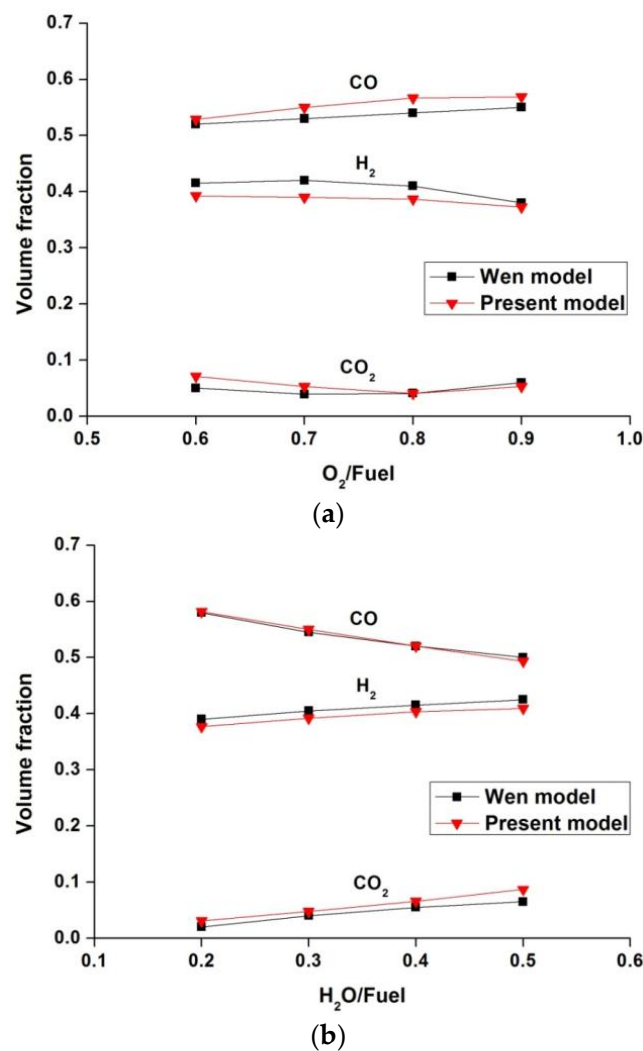 0.7
0.6
0.5
0.4
0.3
0.2
0.1
0.0
Volume fraction
CO
H₂
Wen model
Present model
CO₂
0.5 0.6 0.7 0.8 0.9 1.0
O₂/Fuel
(a)
0.7
0.6
0.5
0.4
0.3
0.2
0.1
0.0
Volume fraction
CO
H₂
Wen model
Present model
CO₂
0.1 0.2 0.3 0.4 0.5 0.6
H₂O/Fuel
(b)